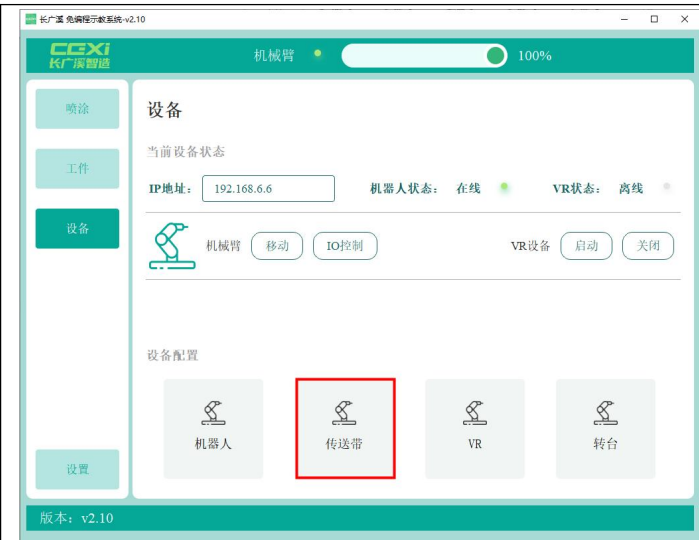 长广溪 免编程示教系统-v2.10
CGXi
长广溪智造
机械臂
100%
喷涂
工件
设备
设置
设备
当前设备状态
IP地址： 192.168.6.6 机器人状态： 在线 VR状态： 离线
机械臂 移动 IO控制 VR设备 启动 关闭
设备配置
机器人 传送带 VR 转台
版本：v2.10